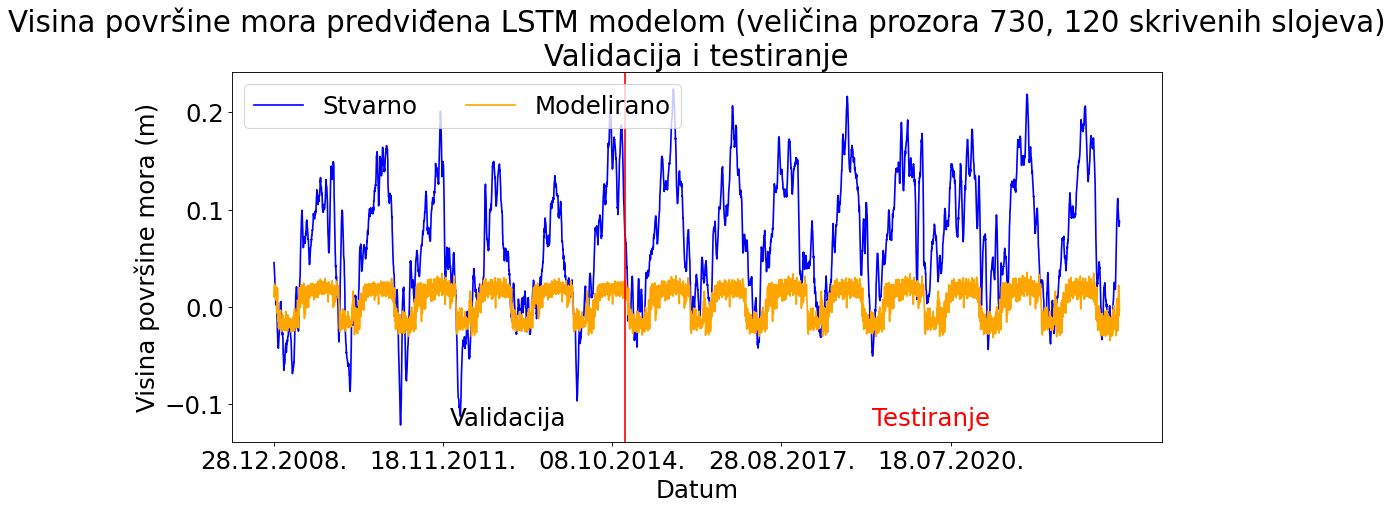 Visina površine mora predviđena LSTM modelom (veličina prozora 730, 120 skrivenih slojeva)
Validacija i testiranje
Stvarno Modelirano
Visina površine mora (m)
0.2
0.1
0.0
−0.1
Validacija Testiranje
28.12.2008. 18.11.2011. 08.10.2014. 28.08.2017. 18.07.2020.
Datum